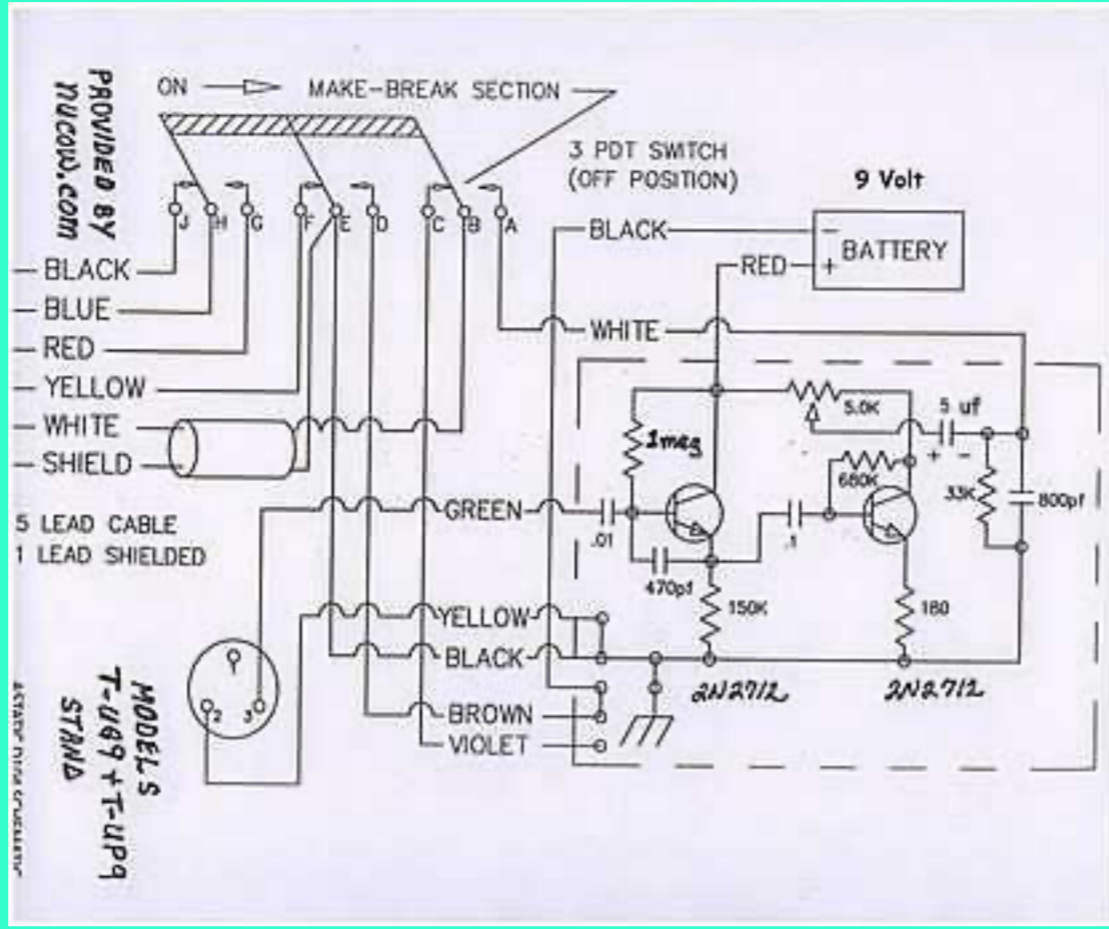 PROVIDED BY
nucow.com
ON
MAKE-BREAK SECTION
3 PDT SWITCH
(OFF POSITION)
9 Volt
J
H
G
F
E
D
C
B
A
BLACK
BATTERY
−
+
RED
BLACK
BLUE
RED
YELLOW
WHITE
SHIELD
WHITE
5.0K
5 uf
+ −
1meg
680K
33K
800pf
GREEN
.01
.1
470pf
150K
180
5 LEAD CABLE
1 LEAD SHIELDED
YELLOW
BLACK
BROWN
VIOLET
2N2712
2N2712
2
3
MODELS
T-UG9 + T-UP9
STAND